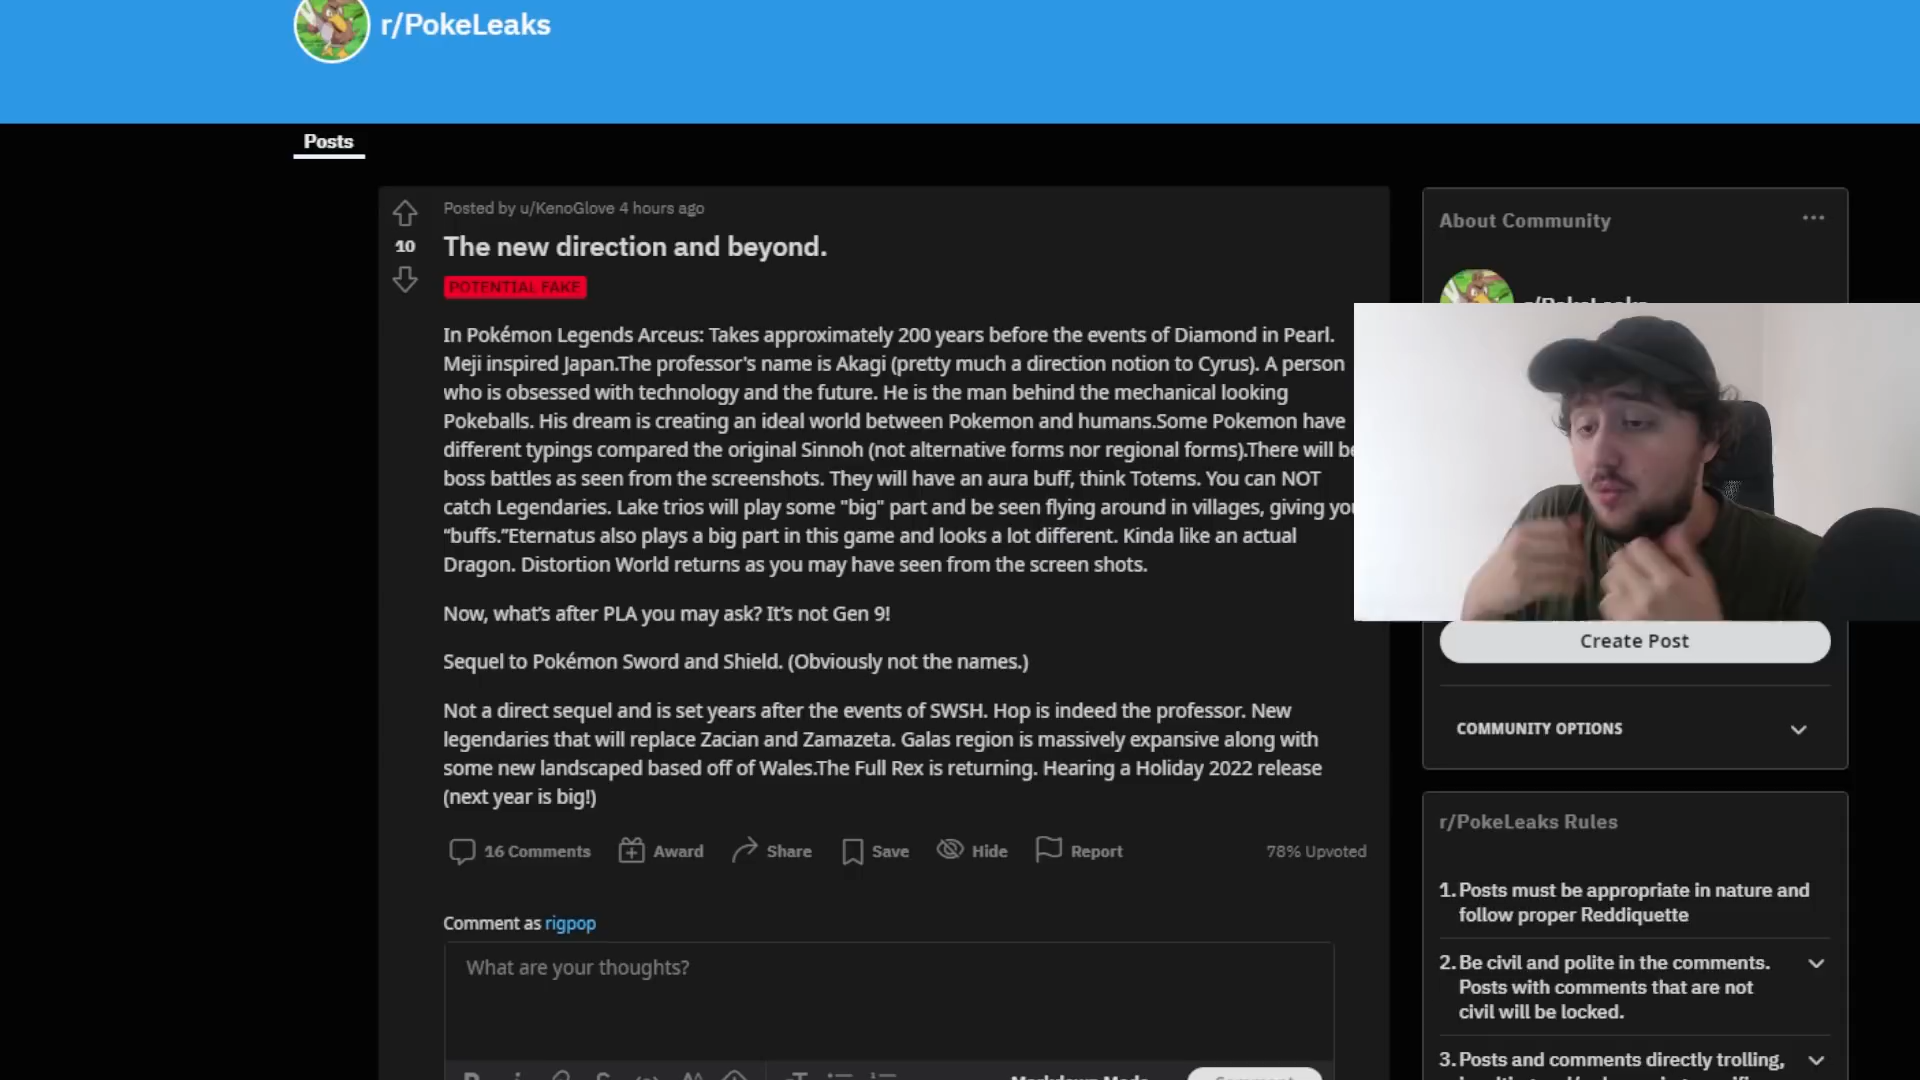 r/PokeLeaks
Posts
Posted by u/KenoGlove 4 hours ago
10
The new direction and beyond.
POTENTIAL FAKE
In Pokémon Legends Arceus: Takes approximately 200 years before the events of Diamond in Pearl.
Meji inspired Japan.The professor's name is Akagi (pretty much a direction notion to Cyrus). A person
who is obsessed with technology and the future. He is the man behind the mechanical looking
Pokeballs. His dream is creating an ideal world between Pokemon and humans.Some Pokemon have
different typings compared the original Sinnoh (not alternative forms nor regional forms).There will be
boss battles as seen from the screenshots. They will have an aura buff, think Totems. You can NOT
catch Legendaries. Lake trios will play some "big" part and be seen flying around in villages, giving you
“buffs.”Eternatus also plays a big part in this game and looks a lot different. Kinda like an actual
Dragon. Distortion World returns as you may have seen from the screen shots.
Now, what’s after PLA you may ask? It’s not Gen 9!
Sequel to Pokémon Sword and Shield. (Obviously not the names.)
Not a direct sequel and is set years after the events of SWSH. Hop is indeed the professor. New
legendaries that will replace Zacian and Zamazeta. Galas region is massively expansive along with
some new landscaped based off of Wales.The Full Rex is returning. Hearing a Holiday 2022 release
(next year is big!)
16 Comments
Award
Share
Save
Hide
Report
78% Upvoted
Comment as rigpop
What are your thoughts?
Markdown Mode
Comment
About Community
r/PokeLeaks
Create Post
COMMUNITY OPTIONS
r/PokeLeaks Rules
1. Posts must be appropriate in nature and
follow proper Reddiquette
2. Be civil and polite in the comments.
Posts with comments that are not
civil will be locked.
3. Posts and comments directly trolling,